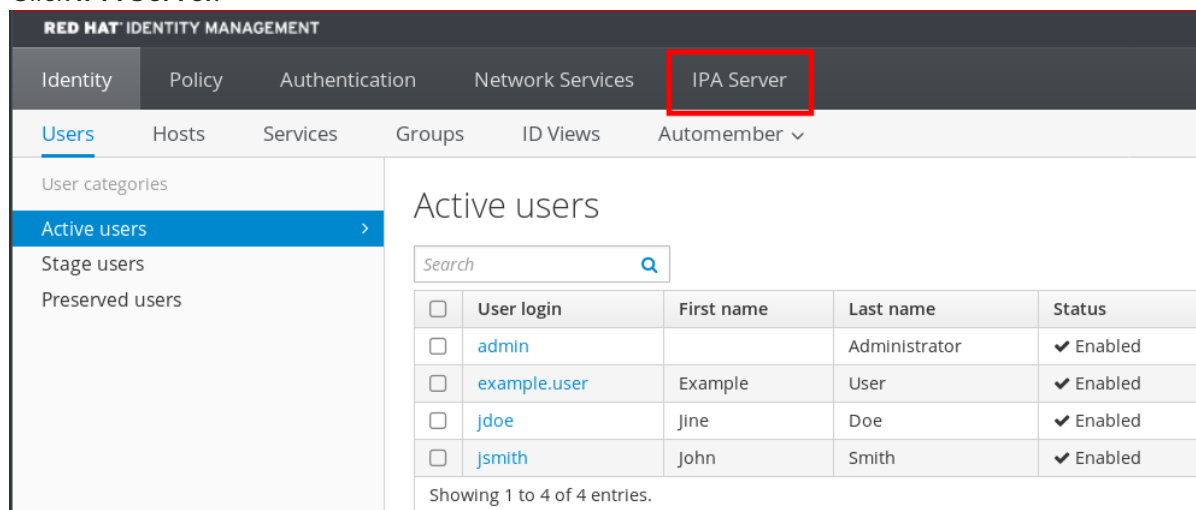 RED HAT IDENTITY MANAGEMENT
Identity Policy Authentication Network Services IPA Server
Users Hosts Services Groups ID Views Automember
User categories
Active users
Stage users
Preserved users
Active users
Search
User login First name Last name Status
admin Administrator Enabled
example.user Example User Enabled
jdoe Jine Doe Enabled
jsmith John Smith Enabled
Showing 1 to 4 of 4 entries.